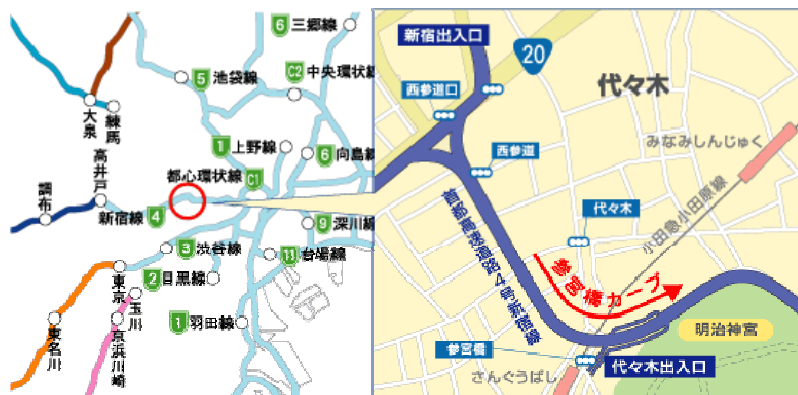 6 三郷線
C2 中央環状線
5 池袋線
大泉
練馬
1 上野線
6 向島線
高井戸
都心環状線 C1
調布
新宿線 4
9 深川線
3 渋谷線
11 台場線
東京
2 目黒線
玉川
1 羽田線
東名川
京浜川崎
新宿出入口
20
代々木
西参道口
みなみしんじゅく
西参道
代々木
小田急小田原線
首都高速道路4号新宿線
参宮橋カーブ
明治神宮
参宮橋
代々木出入口
さんぐうばし